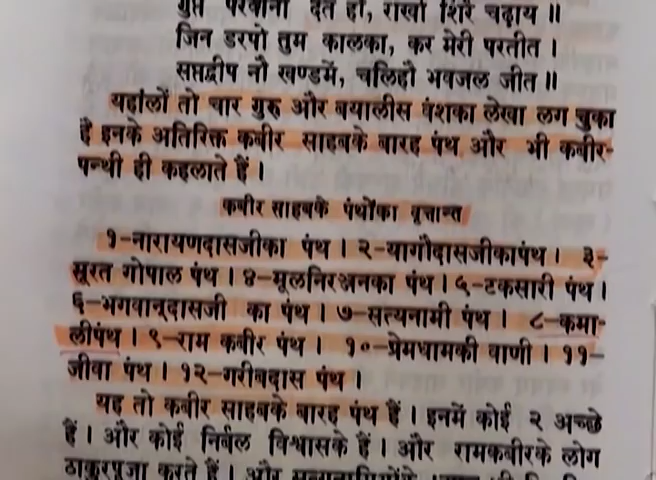 गुप्त परवाना देत हौं, राखो शिर चढ़ाय ॥
जिन डरपो तुम कालका, कर मेरी परतीत ।
सप्तद्वीप नौ खण्डमें, चलिहौ भवजल जीत ॥
यहांलों तो चार गुरु और बयालीस वंशका लेखा लग चुका
है इनके अतिरिक्त कबीर साहबके बारह पंथ और भी कबीर-
पन्थी ही कहलाते हैं ।
कबीर साहबके पंथोंका वृत्तान्त
१-नारायणदासजीका पंथ । २-यागौदासजीकापंथ । ३-
सूरत गोपाल पंथ । ४-मूलनिरञ्जनका पंथ । ५-टकसारी पंथ ।
६-भगवान्दासजी का पंथ । ७-सत्यनामी पंथ । ८-कमा-
लीपंथ । ९-राम कबीर पंथ । १०-प्रेमधामकी वाणी । ११-
जीवा पंथ । १२-गरीबदास पंथ ।
यह तो कबीर साहबके बारह पंथ हैं । इनमें कोई २ अच्छे
हैं । और कोई निर्बल विश्वासके हैं । और रामकबीरके लोग
ठाकुरपूजा करते हैं । और सत्यनामियोंके